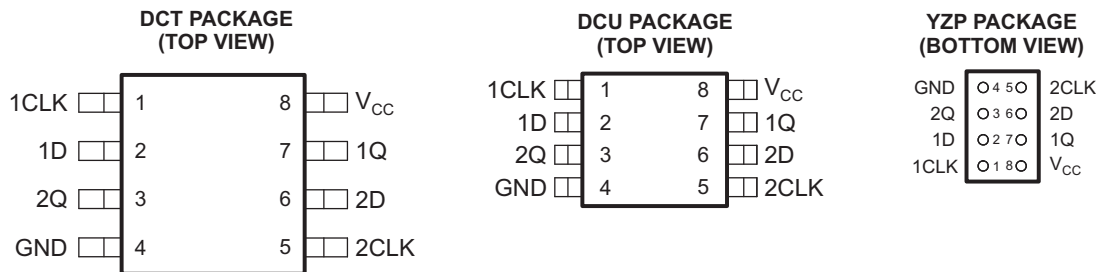 DCT PACKAGE
(TOP VIEW)
1CLK 1 8 VCC
1D 2 7 1Q
2Q 3 6 2D
GND 4 5 2CLK
DCU PACKAGE
(TOP VIEW)
1CLK 1 8 VCC
1D 2 7 1Q
2Q 3 6 2D
GND 4 5 2CLK
YZP PACKAGE
(BOTTOM VIEW)
GND 4 5 2CLK
2Q 3 6 2D
1D 2 7 1Q
1CLK 1 8 VCC